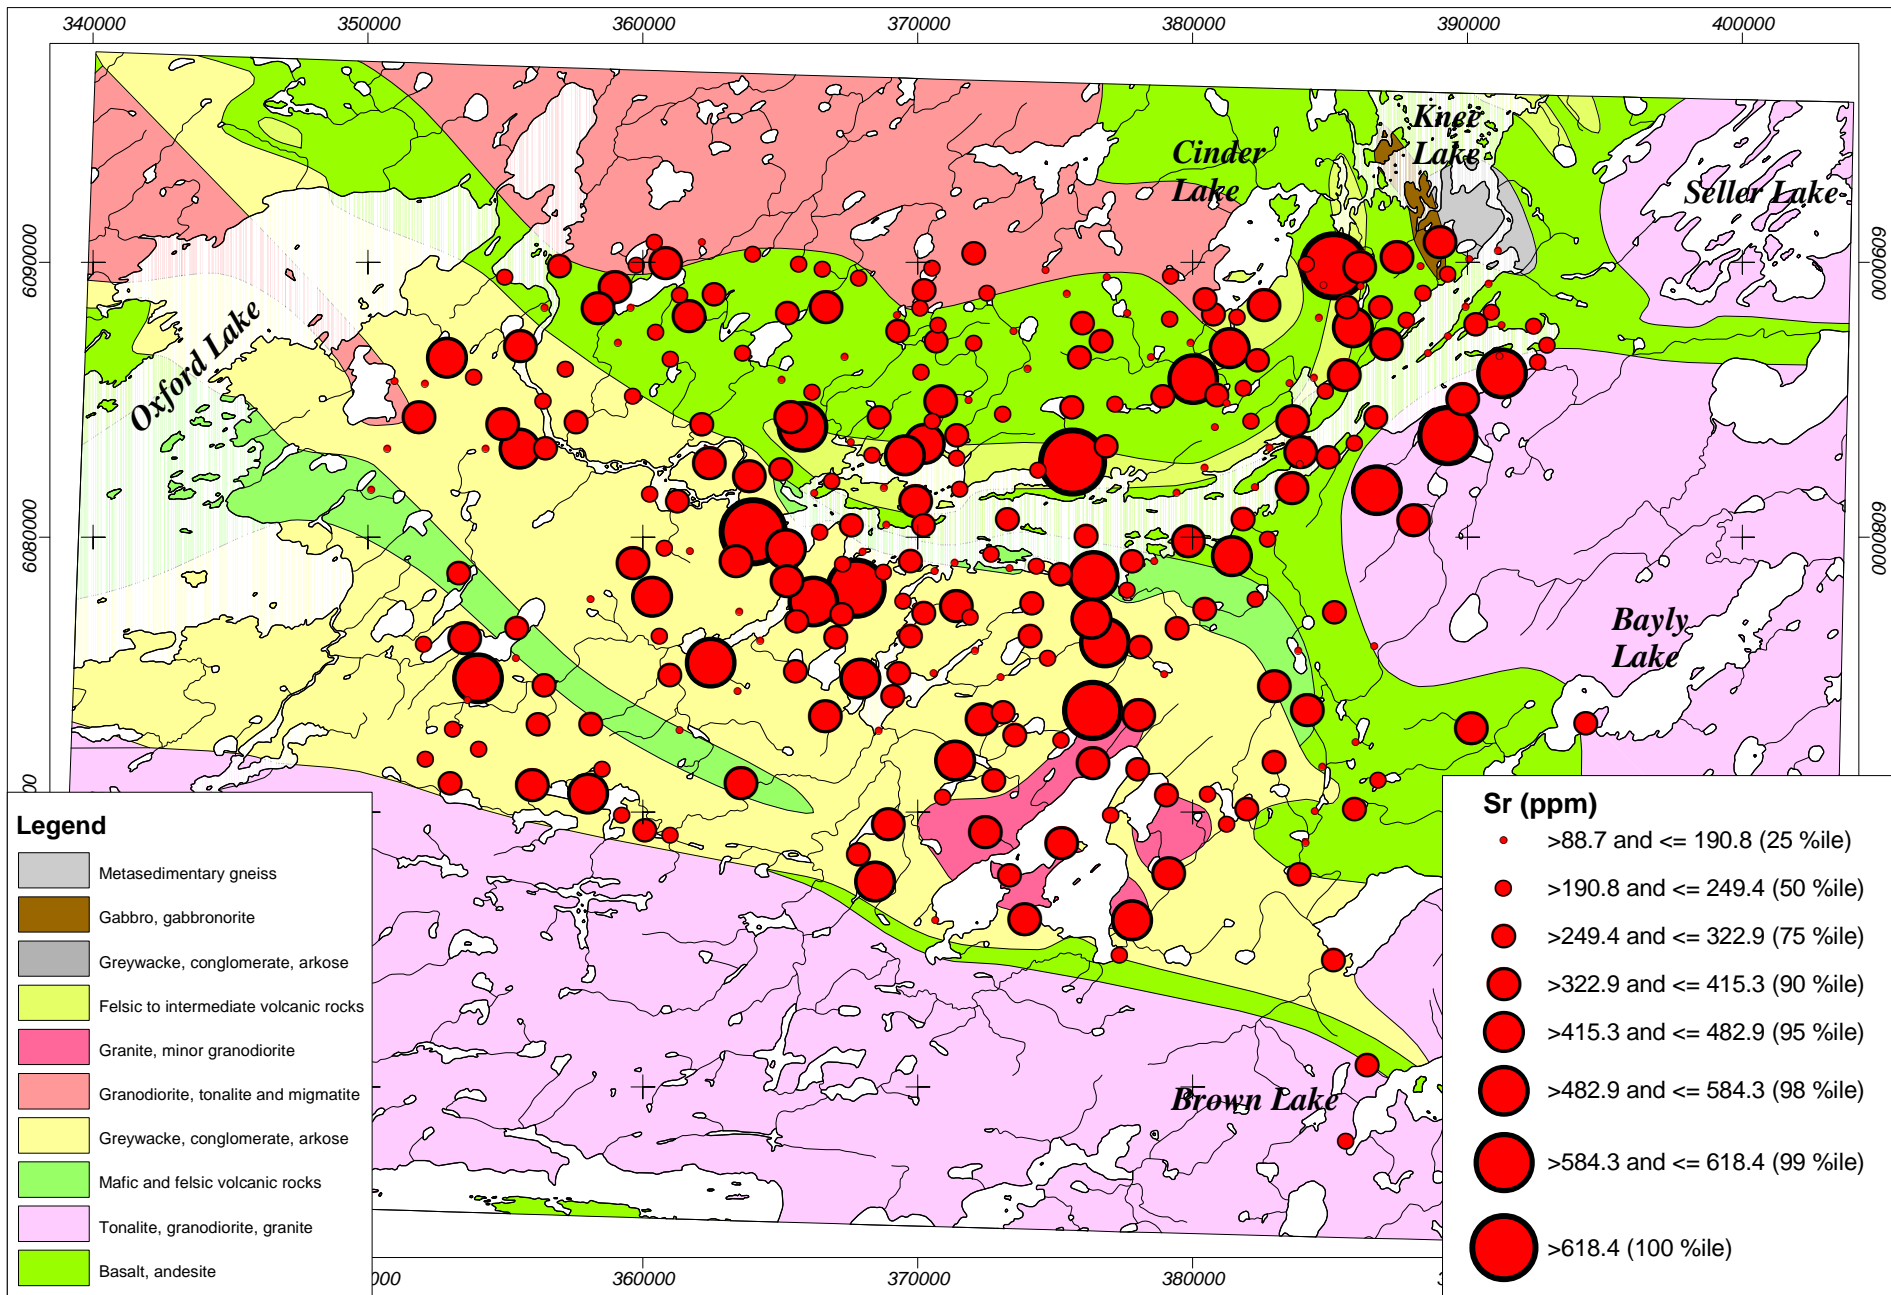 340000 350000 360000 370000 380000 390000 400000
Knee
Lake
Cinder
Lake
Seller Lake
6090000
6090000
Oxford Lake
6080000
6080000
Bayly
Lake
Brown Lake
Legend
Metasedimentary gneiss
Gabbro, gabbronorite
Greywacke, conglomerate, arkose
Felsic to intermediate volcanic rocks
Granite, minor granodiorite
Granodiorite, tonalite and migmatite
Greywacke, conglomerate, arkose
Mafic and felsic volcanic rocks
Tonalite, granodiorite, granite
Basalt, andesite
Sr (ppm)
>88.7 and <= 190.8 (25 %ile)
>190.8 and <= 249.4 (50 %ile)
>249.4 and <= 322.9 (75 %ile)
>322.9 and <= 415.3 (90 %ile)
>415.3 and <= 482.9 (95 %ile)
>482.9 and <= 584.3 (98 %ile)
>584.3 and <= 618.4 (99 %ile)
>618.4 (100 %ile)
360000 370000 380000